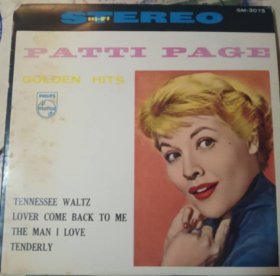 HI-FI
STEREO
SM-3015
PATTI PAGE
GOLDEN HITS
PHILIPS
TENNESSEE WALTZ
LOVER COME BACK TO ME
THE MAN I LOVE
TENDERLY